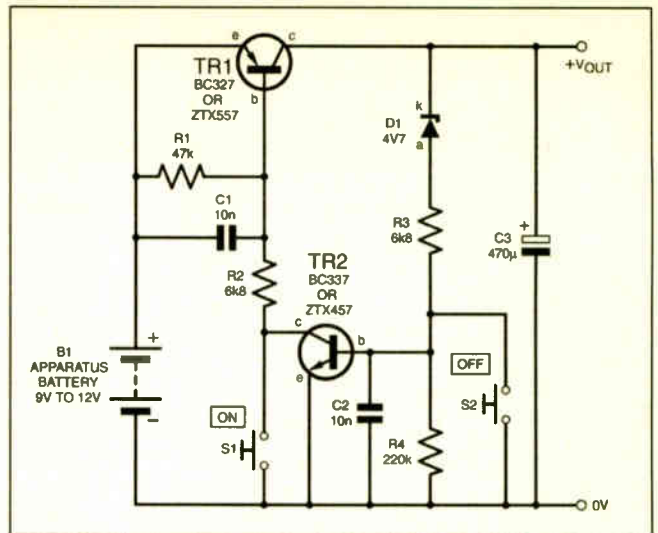 e
c
+VOUT
TR1
BC327
OR
ZTX557
b
k
D1
4V7
a
R1
47k
C1
10n
R3
6k8
+
C3
470µ
R2
6k8
TR2
BC337
OR
ZTX457
c
b
e
B1
APPARATUS
BATTERY
9V TO 12V
+
−
ON
S1
C2
10n
R4
220k
OFF
S2
0V